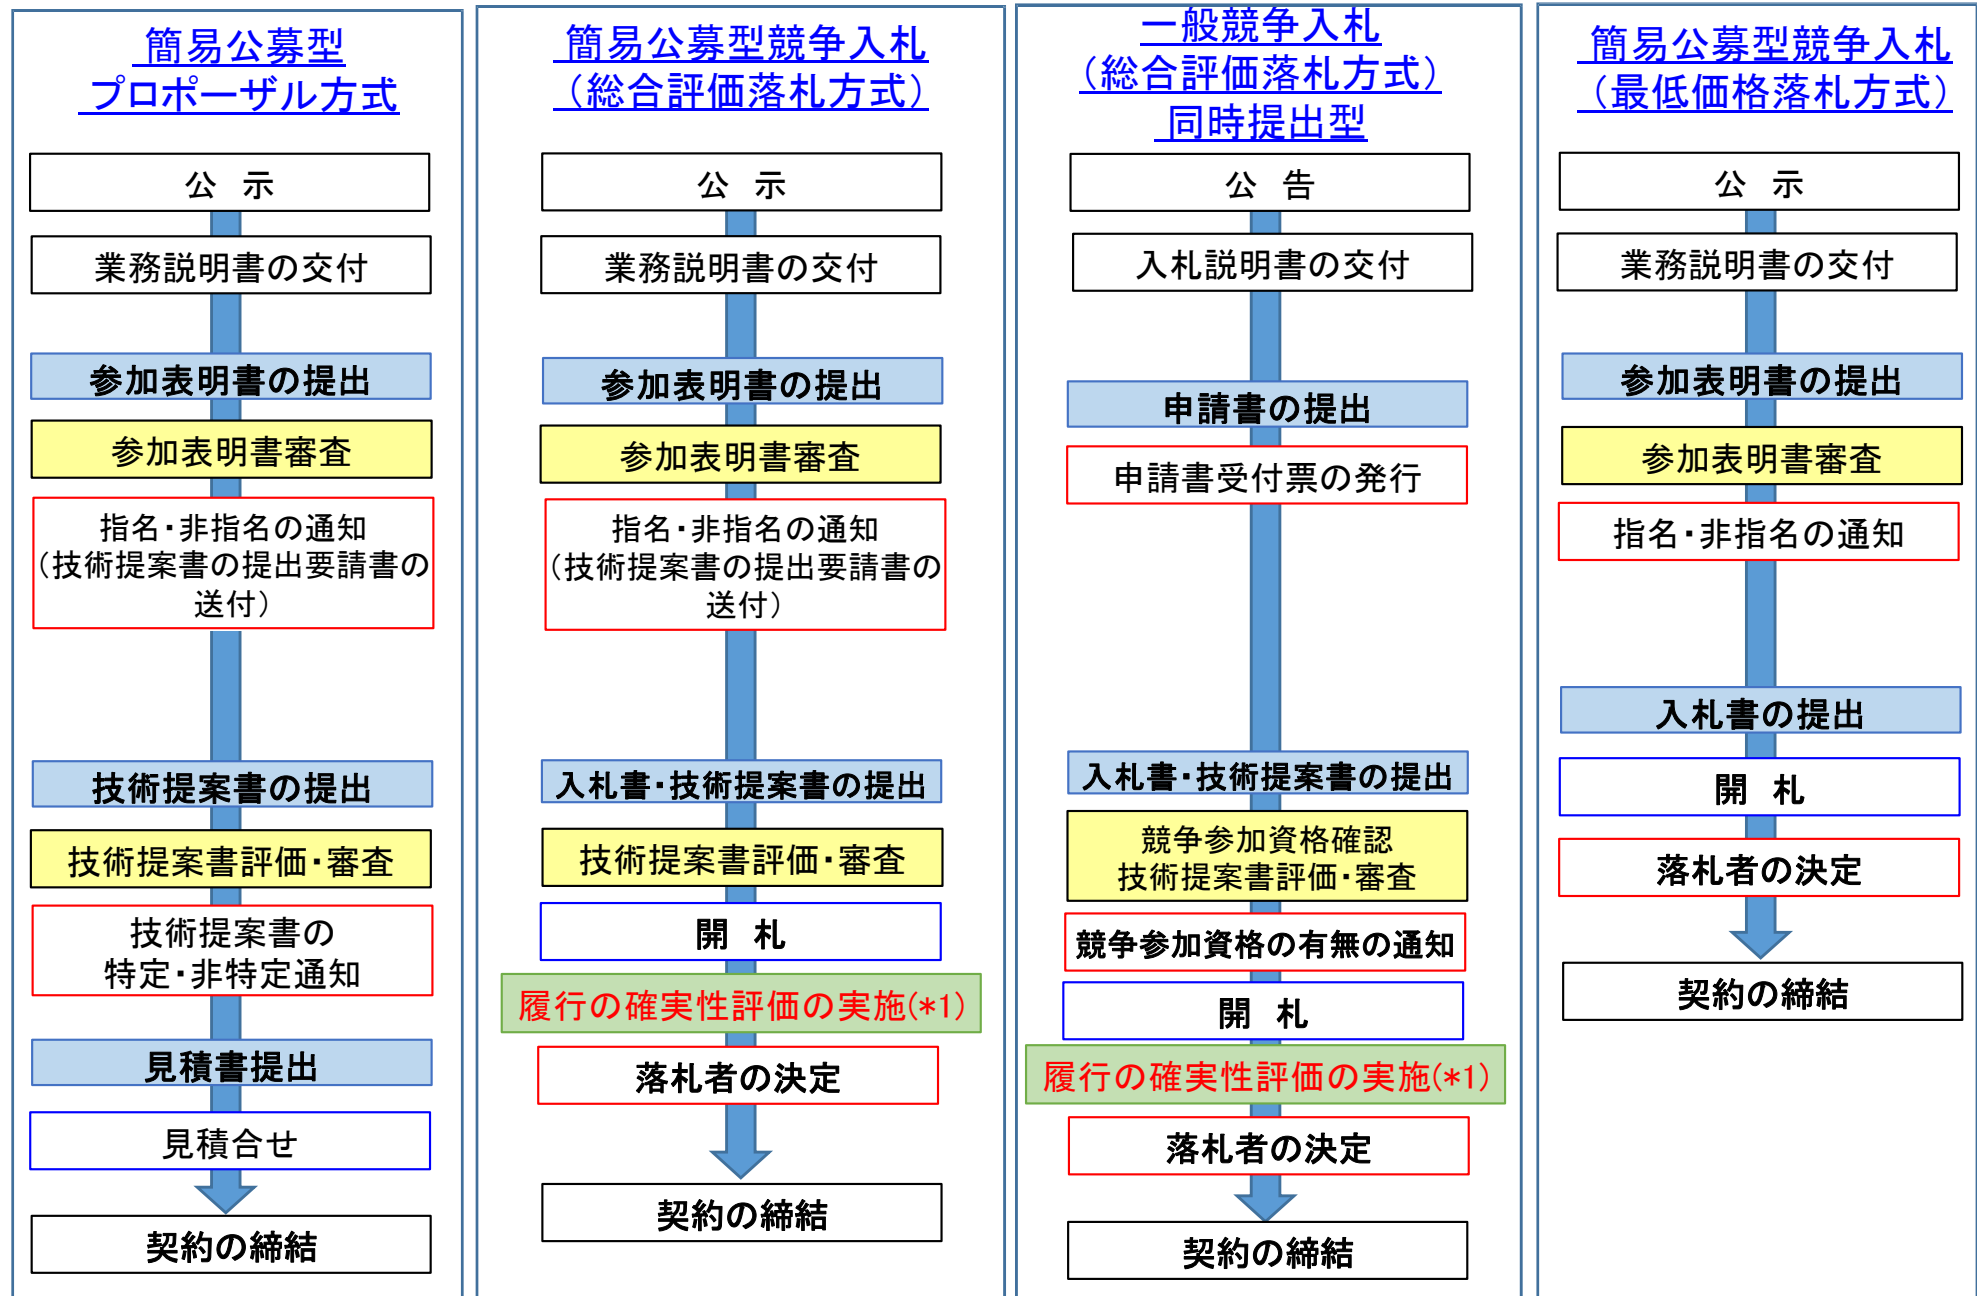 簡易公募型
プロポーザル方式
公 示
業務説明書の交付
参加表明書の提出
参加表明書審査
指名・非指名の通知
（技術提案書の提出要請書の
送付）
技術提案書の提出
技術提案書評価・審査
技術提案書の
特定・非特定通知
見積書提出
見積合せ
契約の締結
簡易公募型競争入札
（総合評価落札方式）
公 示
業務説明書の交付
参加表明書の提出
参加表明書審査
指名・非指名の通知
（技術提案書の提出要請書の
送付）
入札書・技術提案書の提出
技術提案書評価・審査
開 札
履行の確実性評価の実施(*1)
落札者の決定
契約の締結
一般競争入札
（総合評価落札方式）
同時提出型
公 告
入札説明書の交付
申請書の提出
申請書受付票の発行
入札書・技術提案書の提出
競争参加資格確認
技術提案書評価・審査
競争参加資格の有無の通知
開 札
履行の確実性評価の実施(*1)
落札者の決定
契約の締結
簡易公募型競争入札
（最低価格落札方式）
公 示
業務説明書の交付
参加表明書の提出
参加表明書審査
指名・非指名の通知
入札書の提出
開 札
落札者の決定
契約の締結